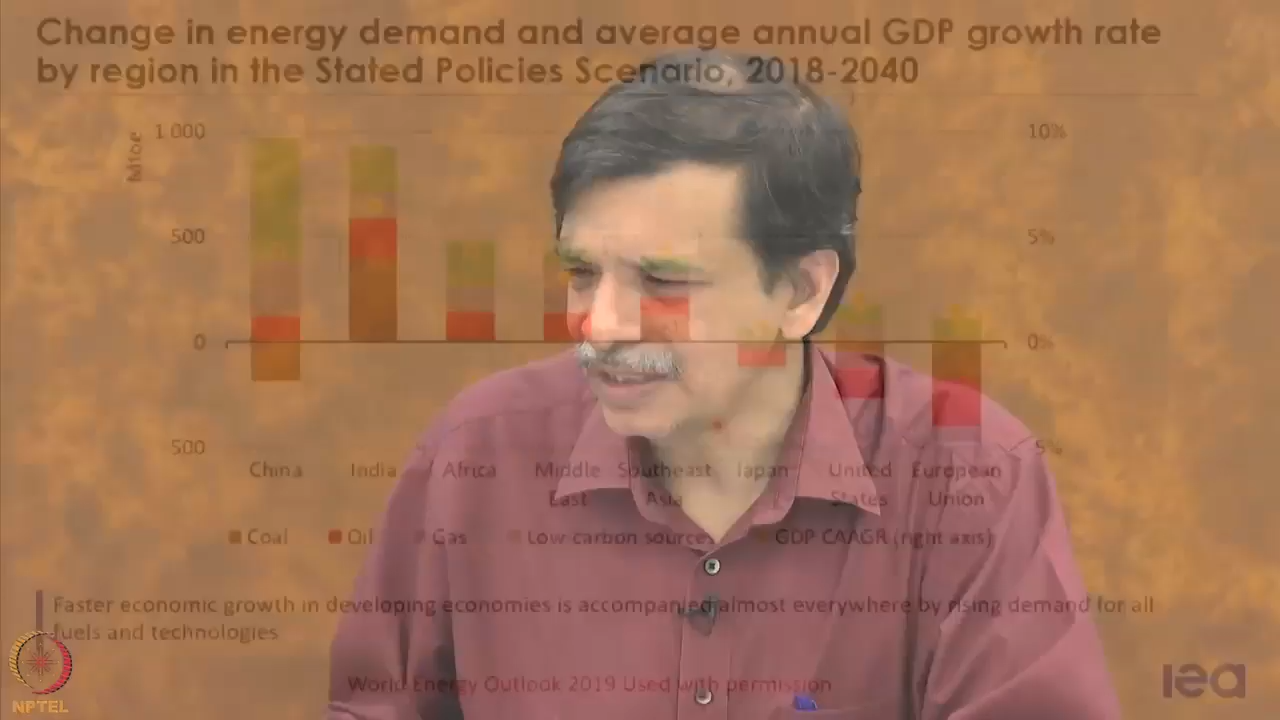 Change in energy demand and average annual GDP growth rate
by region in the Stated Policies Scenario, 2018-2040
Mtoe
1 000
10%
500
5%
0
0%
500
5%
China
India
Africa
Middle
East
Southeast
Asia
Japan
United
States
European
Union
Coal
Oil
Gas
Low-carbon sources
GDP CAAGR (right axis)
Faster economic growth in developing economies is accompanied almost everywhere by rising demand for all
fuels and technologies
World Energy Outlook 2019 Used with permission
NPTEL
iea